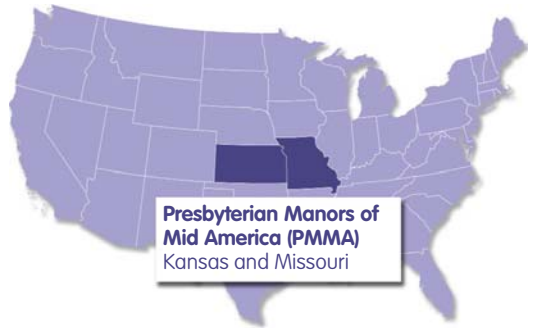 Presbyterian Manors of
Mid America (PMMA)
Kansas and Missouri